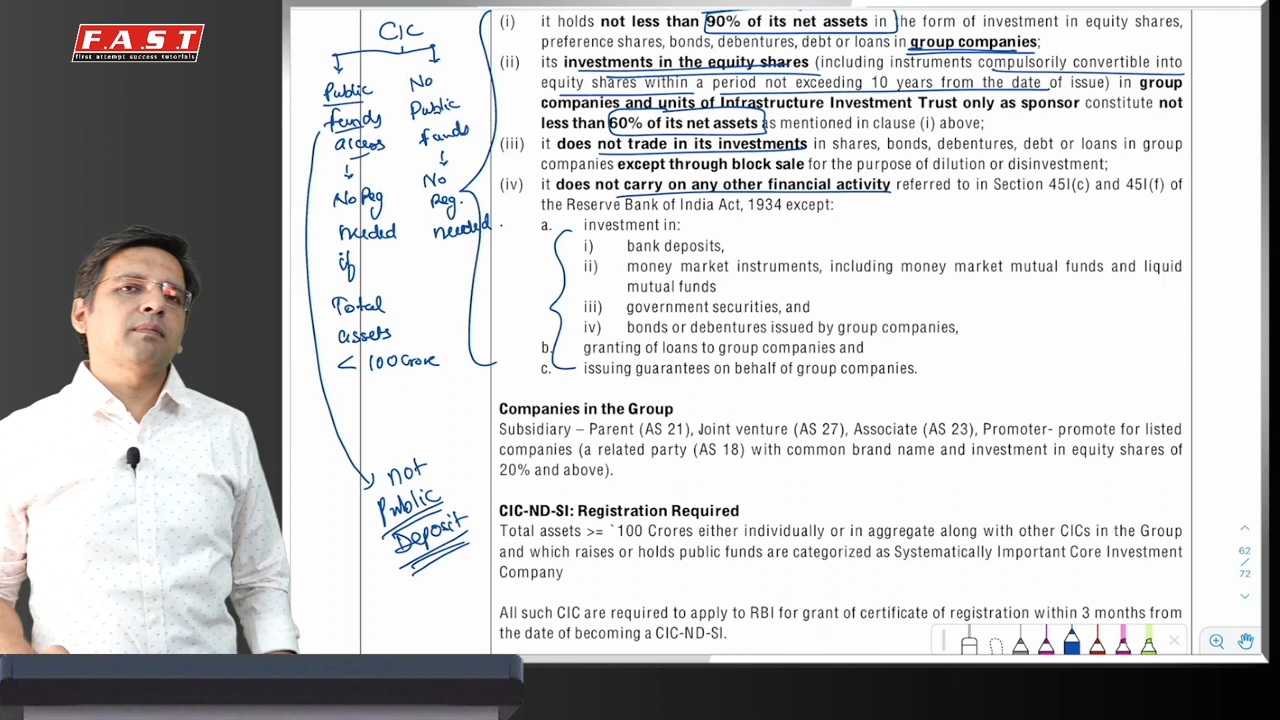 F.A.S.T
first attempt success tutorials
CIC
Public
funds
access
No Reg
needed
if
Total
assets
< 100 Crore
not
Public
Deposit
No
Public
funds
No
Reg.
needed.
(i) it holds not less than 90% of its net assets in the form of investment in equity shares,
preference shares, bonds, debentures, debt or loans in group companies;
(ii) its investments in the equity shares (including instruments compulsorily convertible into
equity shares within a period not exceeding 10 years from the date of issue) in group
companies and units of Infrastructure Investment Trust only as sponsor constitute not
less than 60% of its net assets as mentioned in clause (i) above;
(iii) it does not trade in its investments in shares, bonds, debentures, debt or loans in group
companies except through block sale for the purpose of dilution or disinvestment;
(iv) it does not carry on any other financial activity referred to in Section 45I(c) and 45I(f) of
the Reserve Bank of India Act, 1934 except:
a. investment in:
i) bank deposits,
ii) money market instruments, including money market mutual funds and liquid
mutual funds
iii) government securities, and
iv) bonds or debentures issued by group companies,
b. granting of loans to group companies and
c. issuing guarantees on behalf of group companies.
Companies in the Group
Subsidiary – Parent (AS 21), Joint venture (AS 27), Associate (AS 23), Promoter- promote for listed
companies (a related party (AS 18) with common brand name and investment in equity shares of
20% and above).
CIC-ND-SI: Registration Required
Total assets >= `100 Crores either individually or in aggregate along with other CICs in the Group
and which raises or holds public funds are categorized as Systematically Important Core Investment
Company
All such CIC are required to apply to RBI for grant of certificate of registration within 3 months from
the date of becoming a CIC-ND-SI.
62
/
72